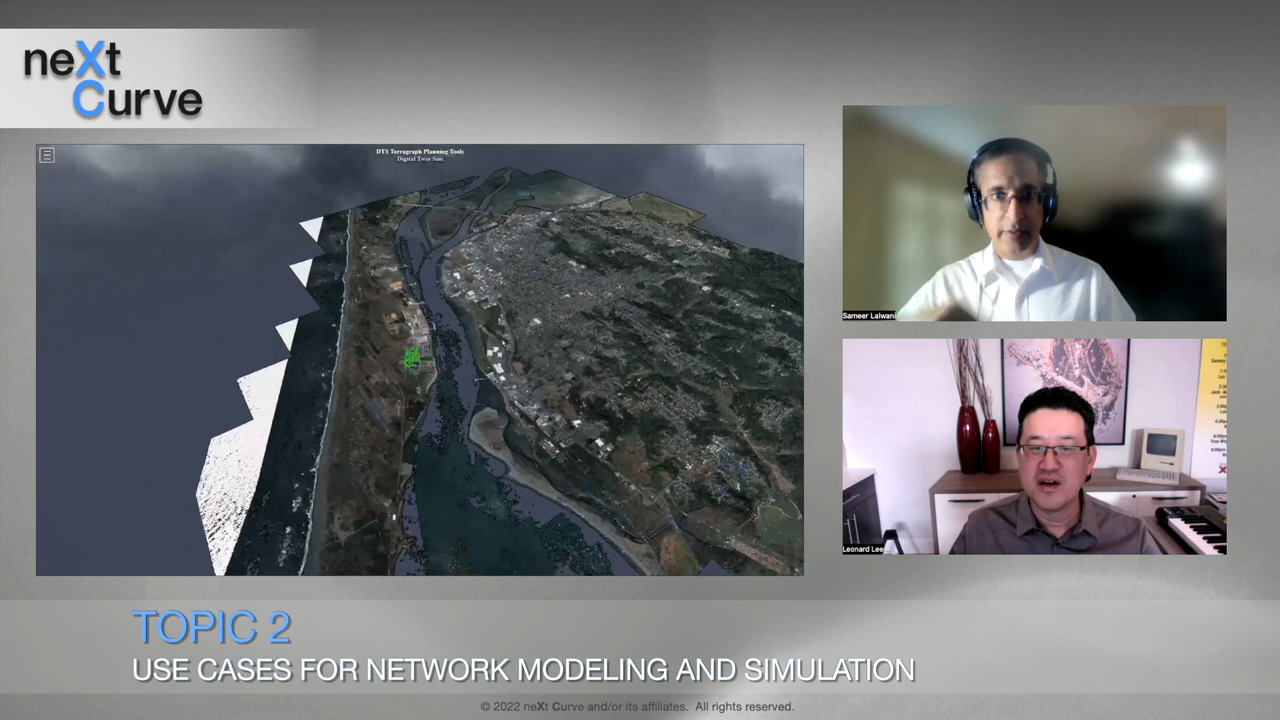 neXt
Curve
DTS Terragraph Planning Tools
Digital Twin Sim
Sameer Lalwani
Leonard Lee
TOPIC 2
USE CASES FOR NETWORK MODELING AND SIMULATION
© 2022 neXt Curve and/or its affiliates. All rights reserved.